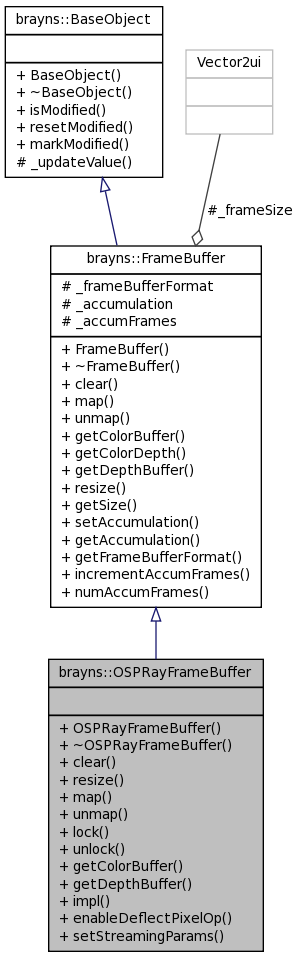 brayns::BaseObject
+ BaseObject()
+ ~BaseObject()
+ isModified()
+ resetModified()
+ markModified()
# _updateValue()
Vector2ui
#_frameSize
brayns::FrameBuffer
# _frameBufferFormat
# _accumulation
# _accumFrames
+ FrameBuffer()
+ ~FrameBuffer()
+ clear()
+ map()
+ unmap()
+ getColorBuffer()
+ getColorDepth()
+ getDepthBuffer()
+ resize()
+ getSize()
+ setAccumulation()
+ getAccumulation()
+ getFrameBufferFormat()
+ incrementAccumFrames()
+ numAccumFrames()
brayns::OSPRayFrameBuffer
+ OSPRayFrameBuffer()
+ ~OSPRayFrameBuffer()
+ clear()
+ resize()
+ map()
+ unmap()
+ lock()
+ unlock()
+ getColorBuffer()
+ getDepthBuffer()
+ impl()
+ enableDeflectPixelOp()
+ setStreamingParams()